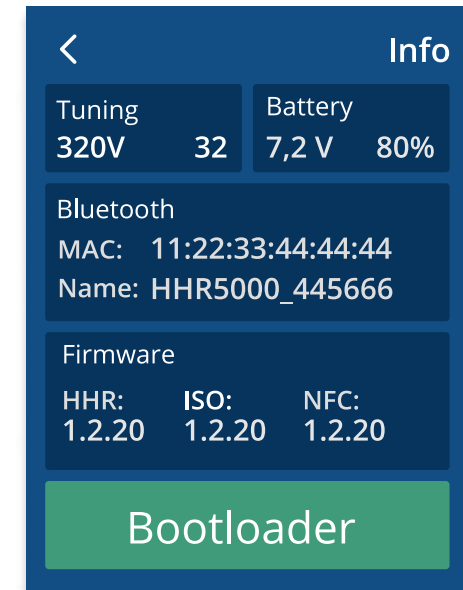 Info
Tuning
320V 32
Battery
7,2 V 80%
Bluetooth
MAC: 11:22:33:44:44:44
Name: HHR5000_445666
Firmware
HHR: ISO: NFC:
1.2.20 1.2.20 1.2.20
Bootloader